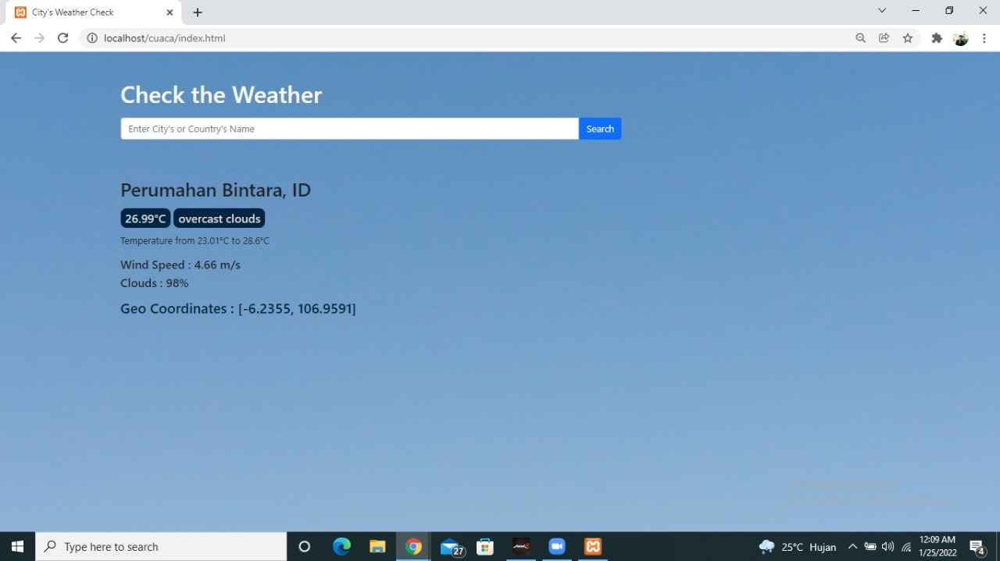 City's Weather Check
localhost/cuaca/index.html
Check the Weather
Enter City's or Country's Name
Search
Perumahan Bintara, ID
26.99°C overcast clouds
Temperature from 23.01°C to 28.6°C
Wind Speed : 4.66 m/s
Clouds : 98%
Geo Coordinates : [-6.2355, 106.9591]
Activate Windows
Go to Settings to activate Windows.
Type here to search
27
25°C Hujan
12:09 AM
1/25/2022
4